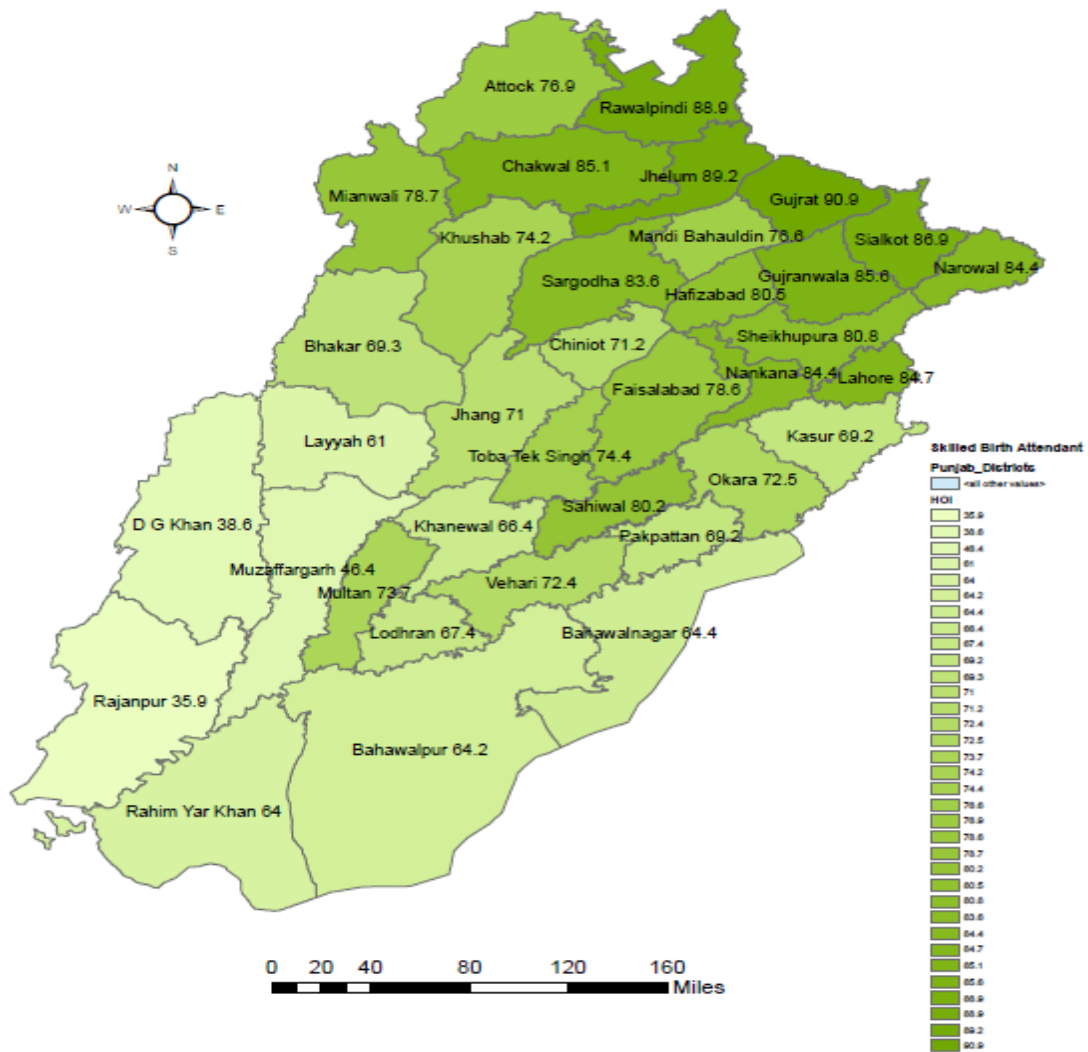 Attock 76.9
Rawalpindi 88.9
Chakwal 85.1
Jhelum 89.2
N
W E
S
Mianwali 78.7
Gujrat 90.9
Khushab 74.2
Mandi Bahauldin 76.6
Sialkot 86.9
Narowal 84.4
Sargodha 83.6
Gujranwala 85.6
Hafizabad 80.5
Bhakar 69.3
Chiniot 71.2
Sheikhupura 80.8
Faisalabad 78.6
Nankana 84.4
Lahore 84.7
Jhang 71
Layyah 61
Kasur 69.2
Toba Tek Singh 74.4
Okara 72.5
D G Khan 38.6
Sahiwal 80.2
Khanewal 66.4
Pakpattan 69.2
Muzaffargarh 46.4
Multan 73.7
Vehari 72.4
Lodhran 67.4
Bahawalnagar 64.4
Rajanpur 35.9
Bahawalpur 64.2
Rahim Yar Khan 64
0 20 40 80 120 160
Miles
Skilled Birth Attendant
Punjab_Districts
<all other values>
HOI
35.9
38.6
46.4
61
64
64.2
64.4
66.4
67.4
69.2
69.3
71
71.2
72.4
72.5
73.7
74.2
74.4
76.6
76.9
78.6
78.7
80.2
80.5
80.8
83.6
84.4
84.7
85.1
85.6
86.9
88.9
89.2
90.9